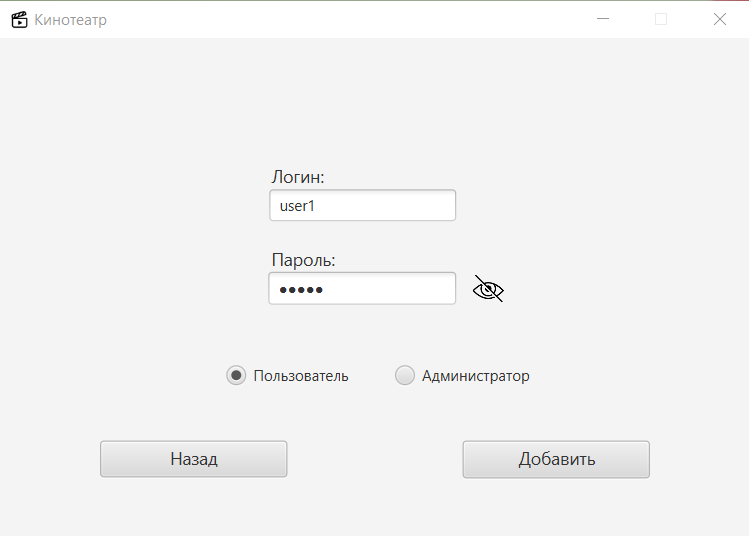 Кинотеатр
Логин:
user1
Пароль:
●●●●●
Пользователь Администратор
Назад Добавить